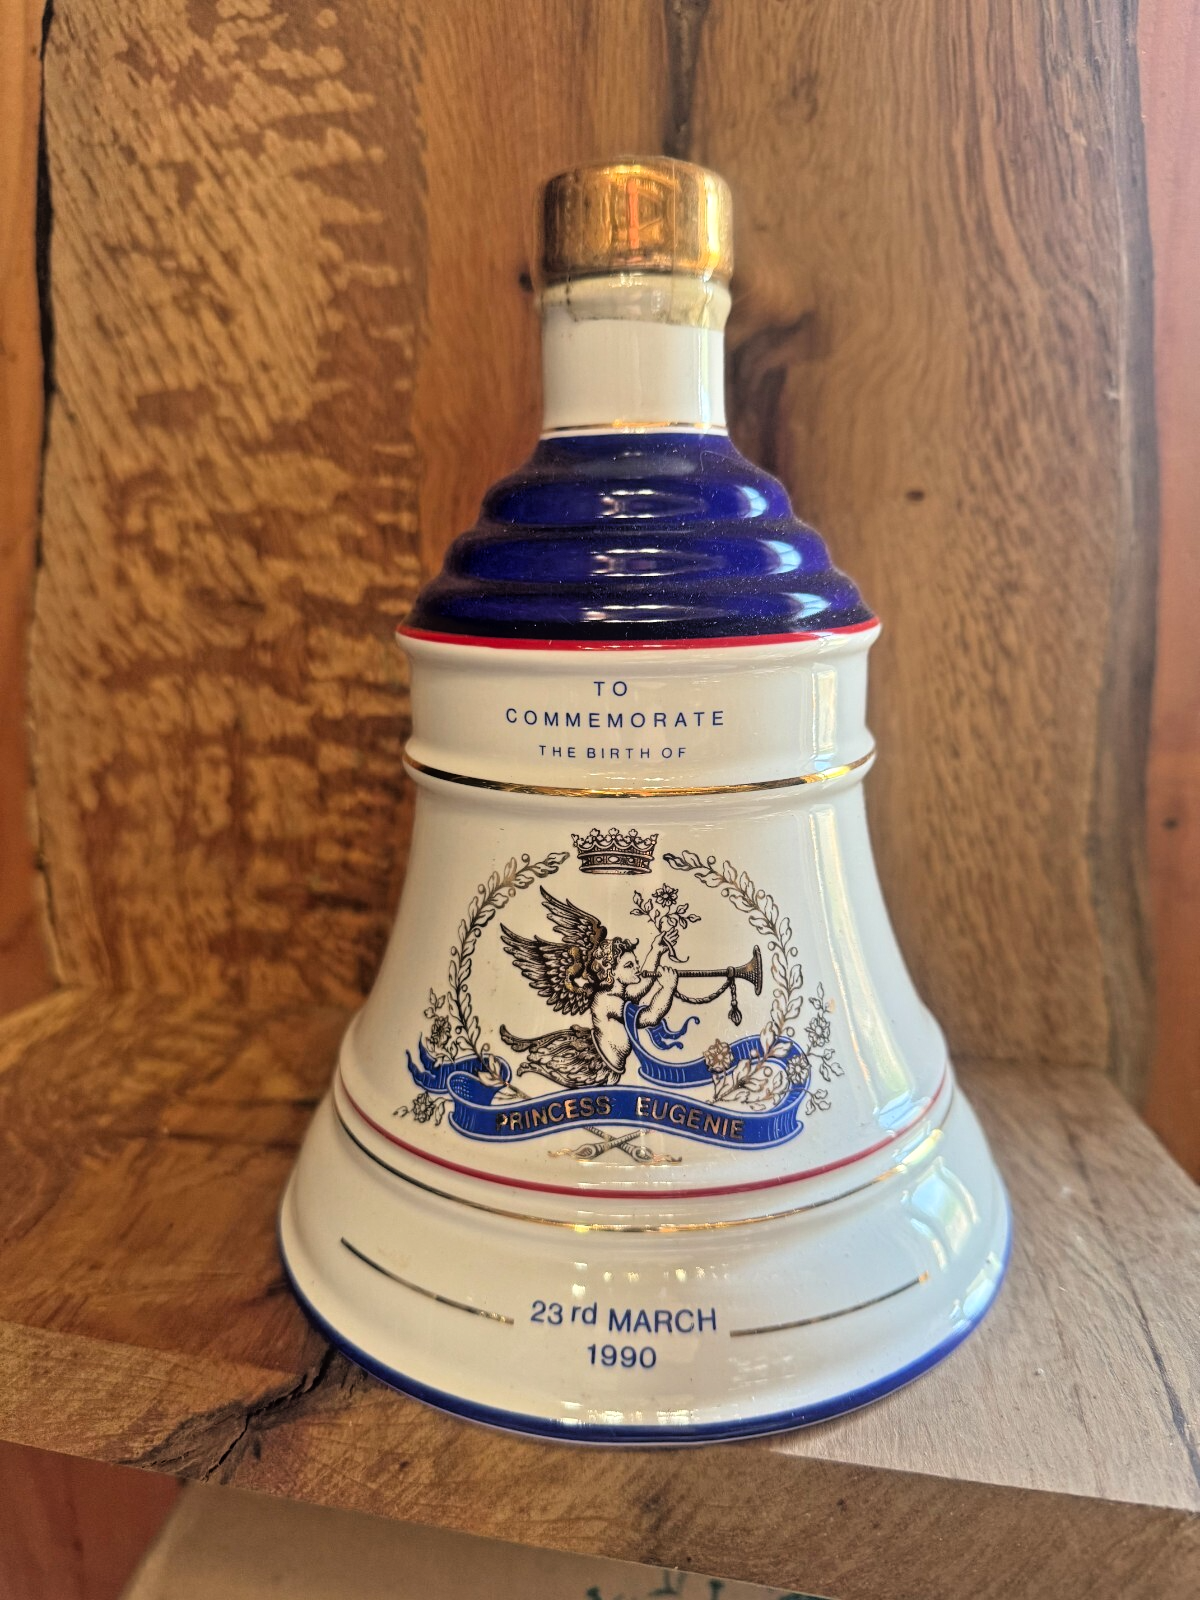 TO
COMMEMORATE
THE BIRTH OF
PRINCESS EUGENIE
23rd MARCH
1990